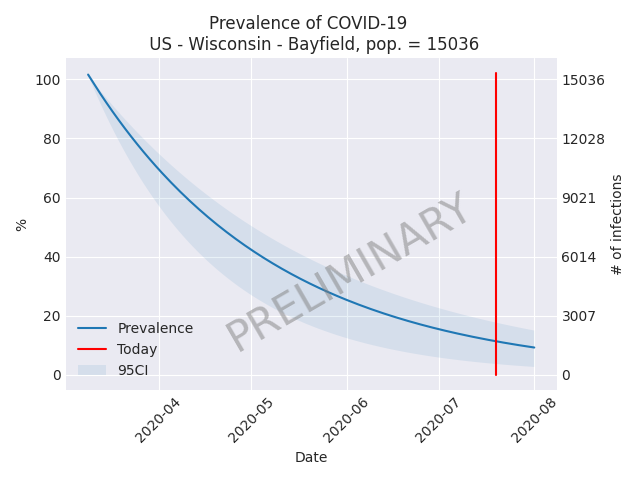 Prevalence of COVID-19
US - Wisconsin - Bayfield, pop. = 15036
100
80
60
40
20
0
%
15036
12028
9021
6014
3007
0
# of infections
PRELIMINARY
Prevalence
Today
95CI
2020-04
2020-05
2020-06
2020-07
2020-08
Date